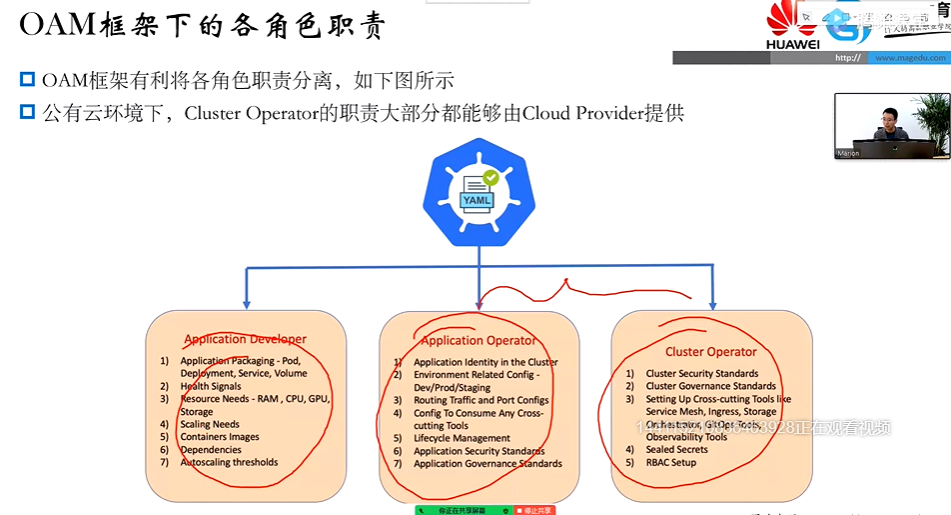 OAM框架下的各角色职责
HUAWEI
http:// www.magedu.com
OAM框架有利将各角色职责分离，如下图所示
公有云环境下，Cluster Operator的职责大部分都能够由Cloud Provider提供
Marion
YAML
Application Developer
1) Application Packaging - Pod,
Deployment, Service, Volume
2) Health Signals
3) Resource Needs - RAM , CPU, GPU,
Storage
4) Scaling Needs
5) Containers Images
6) Dependencies
7) Autoscaling thresholds
Application Operator
1) Application Identity in the Cluster
2) Environment Related Config -
Dev/Prod/Staging
3) Routing Traffic and Port Configs
4) Config To Consume Any Cross-
cutting Tools
5) Lifecycle Management
6) Application Security Standards
7) Application Governance Standards
Cluster Operator
1) Cluster Security Standards
2) Cluster Governance Standards
3) Setting Up Cross-cutting Tools like
Service Mesh, Ingress, Storage
Orchestrator, GitOps Tools,
Observability Tools
4) Sealed Secrets
5) RBAC Setup
正在观看视频
你正在共享屏幕
停止共享